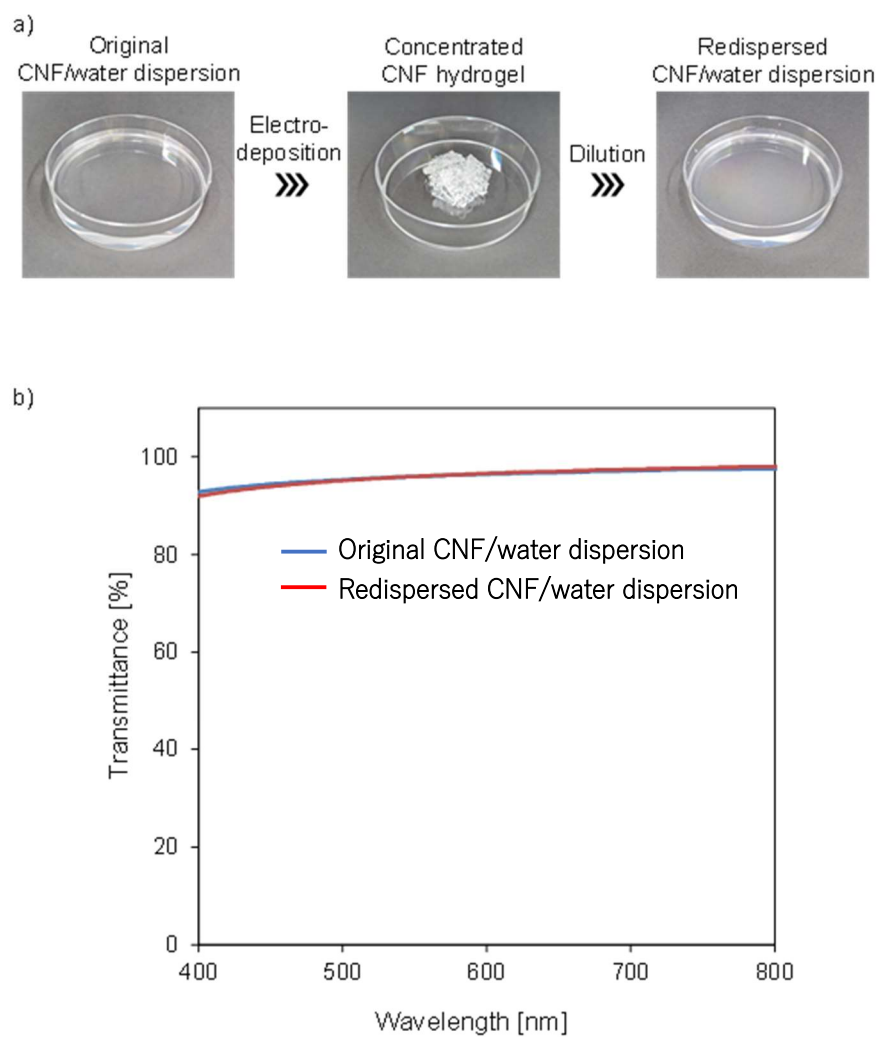 a)
Original
CNF/water dispersion
Concentrated
CNF hydrogel
Redispersed
CNF/water dispersion
Electro-
deposition
Dilution
b)
100
80
60
40
20
0
Transmittance [%]
Original CNF/water dispersion
Redispersed CNF/water dispersion
400
500
600
700
800
Wavelength [nm]